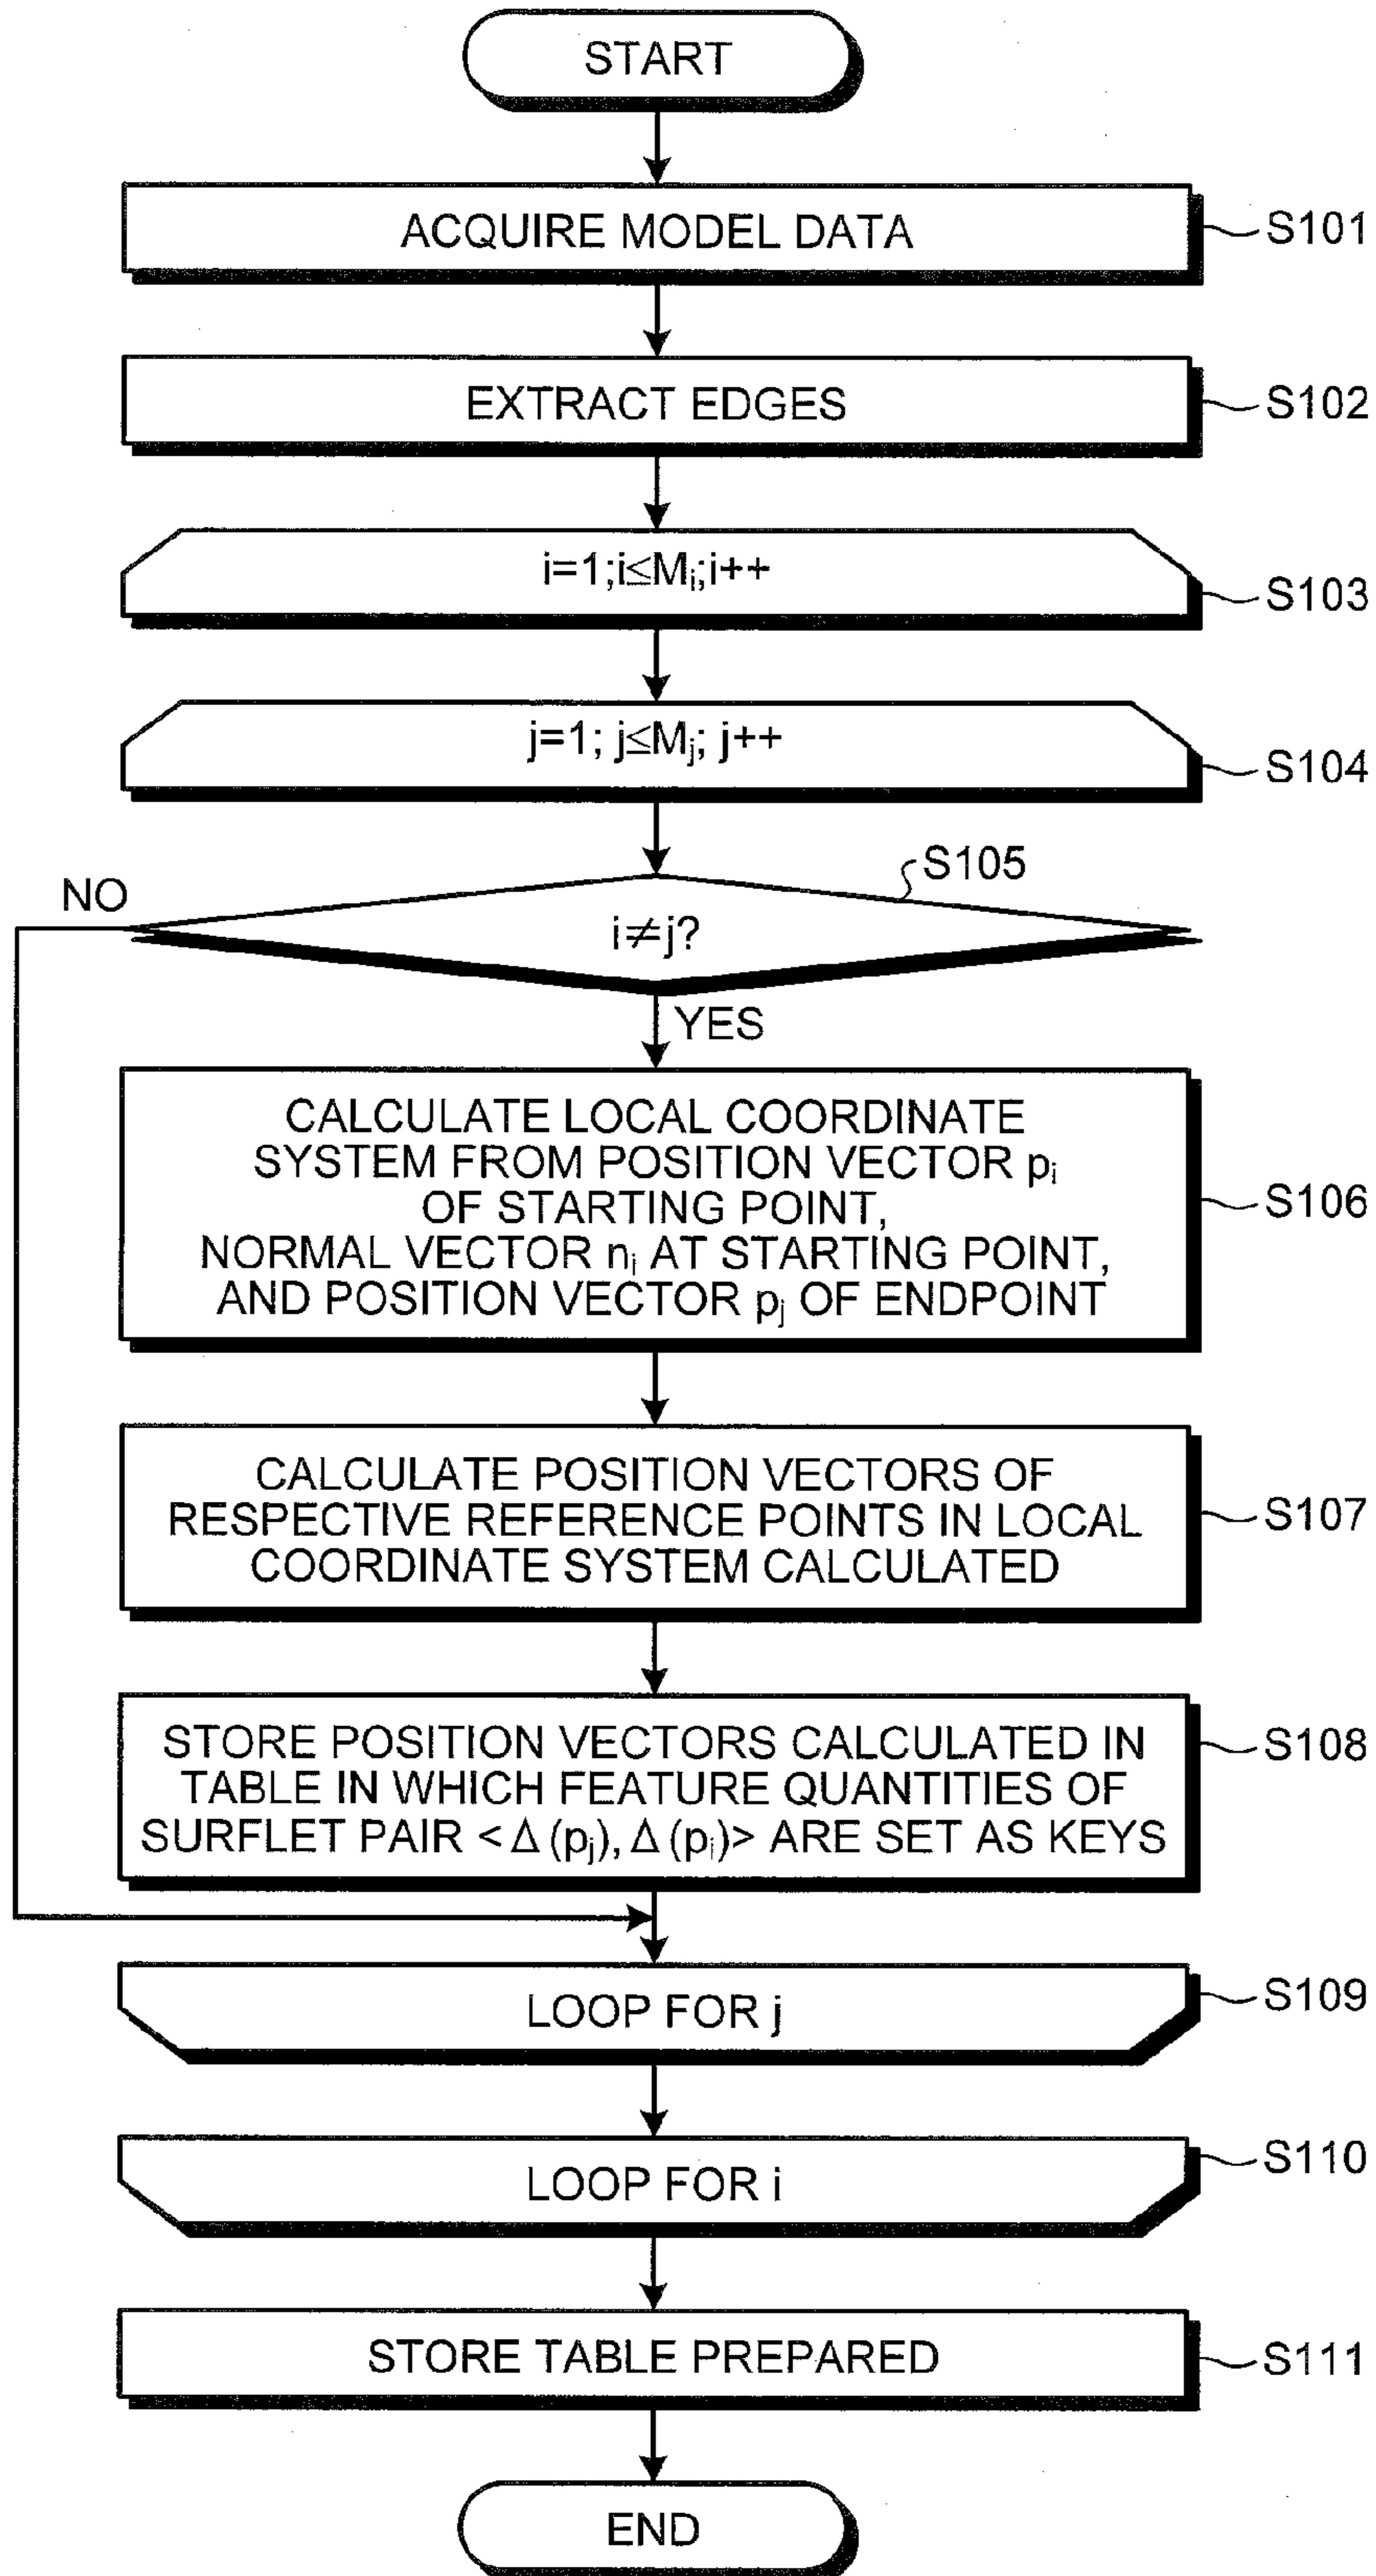 START
ACQUIRE MODEL DATA
S101
EXTRACT EDGES
S102
i=1;i≤Mi;i++
S103
j=1; j≤Mj; j++
S104
S105
NO
i≠j?
YES
CALCULATE LOCAL COORDINATE
SYSTEM FROM POSITION VECTOR pi
OF STARTING POINT,
NORMAL VECTOR ni AT STARTING POINT,
AND POSITION VECTOR pj OF ENDPOINT
S106
CALCULATE POSITION VECTORS OF
RESPECTIVE REFERENCE POINTS IN LOCAL
COORDINATE SYSTEM CALCULATED
S107
STORE POSITION VECTORS CALCULATED IN
TABLE IN WHICH FEATURE QUANTITIES OF
SURFLET PAIR <Δ(pj),Δ(pi)> ARE SET AS KEYS
S108
LOOP FOR j
S109
LOOP FOR i
S110
STORE TABLE PREPARED
S111
END